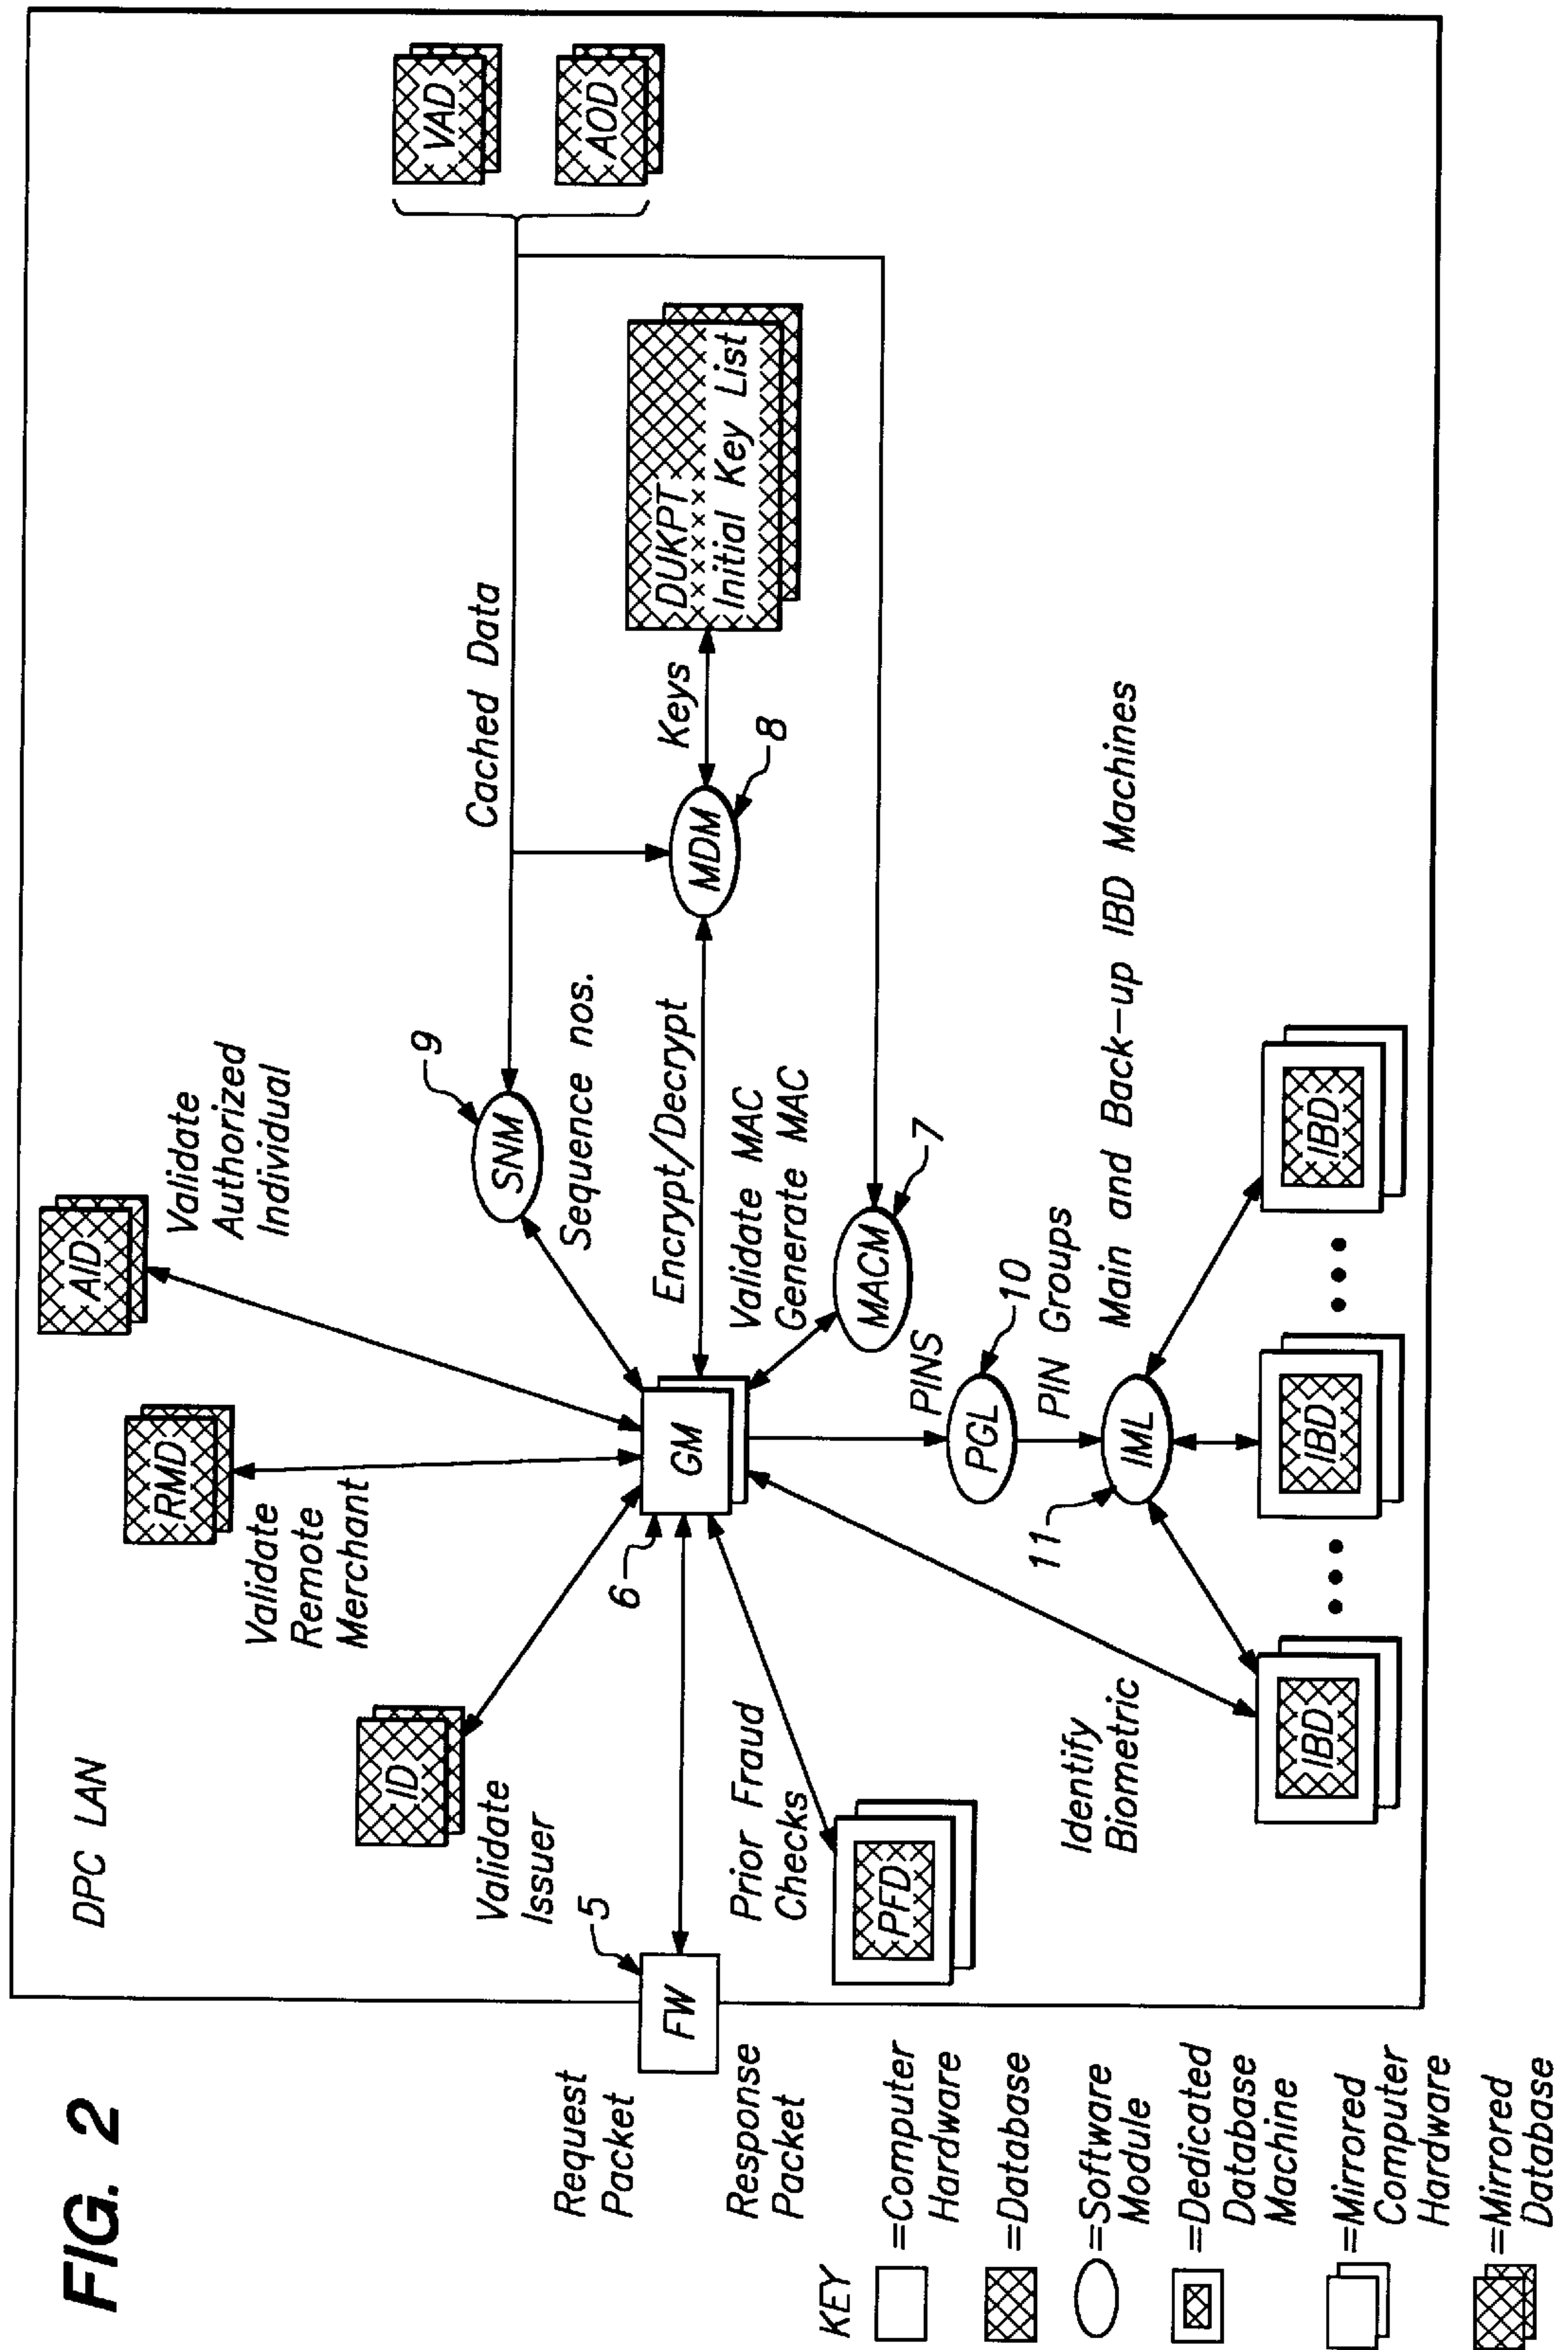 FIG. 2
DPC LAN
AID
Validate
Authorized
Individual
RMD
Validate
Remote
Merchant
ID
Validate
Issuer
VAD
AOD
Cached Data
9
SNM
Sequence nos.
DUKPT
Initial Key List
Keys
8
MDM
Encrypt/Decrypt
Validate MAC
Generate MAC
MACM
7
GM
6
5
FW
Request
Packet
Response
Packet
Prior Fraud
Checks
PFD
PINS
PGL
10
PIN Groups
IML
11
Main and Back-up IBD Machines
Identify
Biometric
IBD
IBD
IBD
KEY
=Computer
Hardware
=Database
=Software
Module
=Dedicated
Database
Machine
=Mirrored
Computer
Hardware
=Mirrored
Database